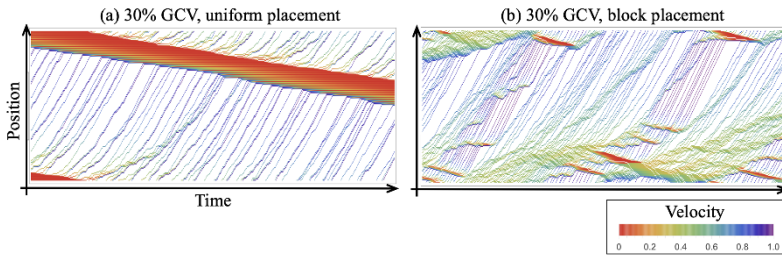 (a) 30% GCV, uniform placement
(b) 30% GCV, block placement
Position
Time
Velocity
0 0.2 0.4 0.6 0.8 1.0